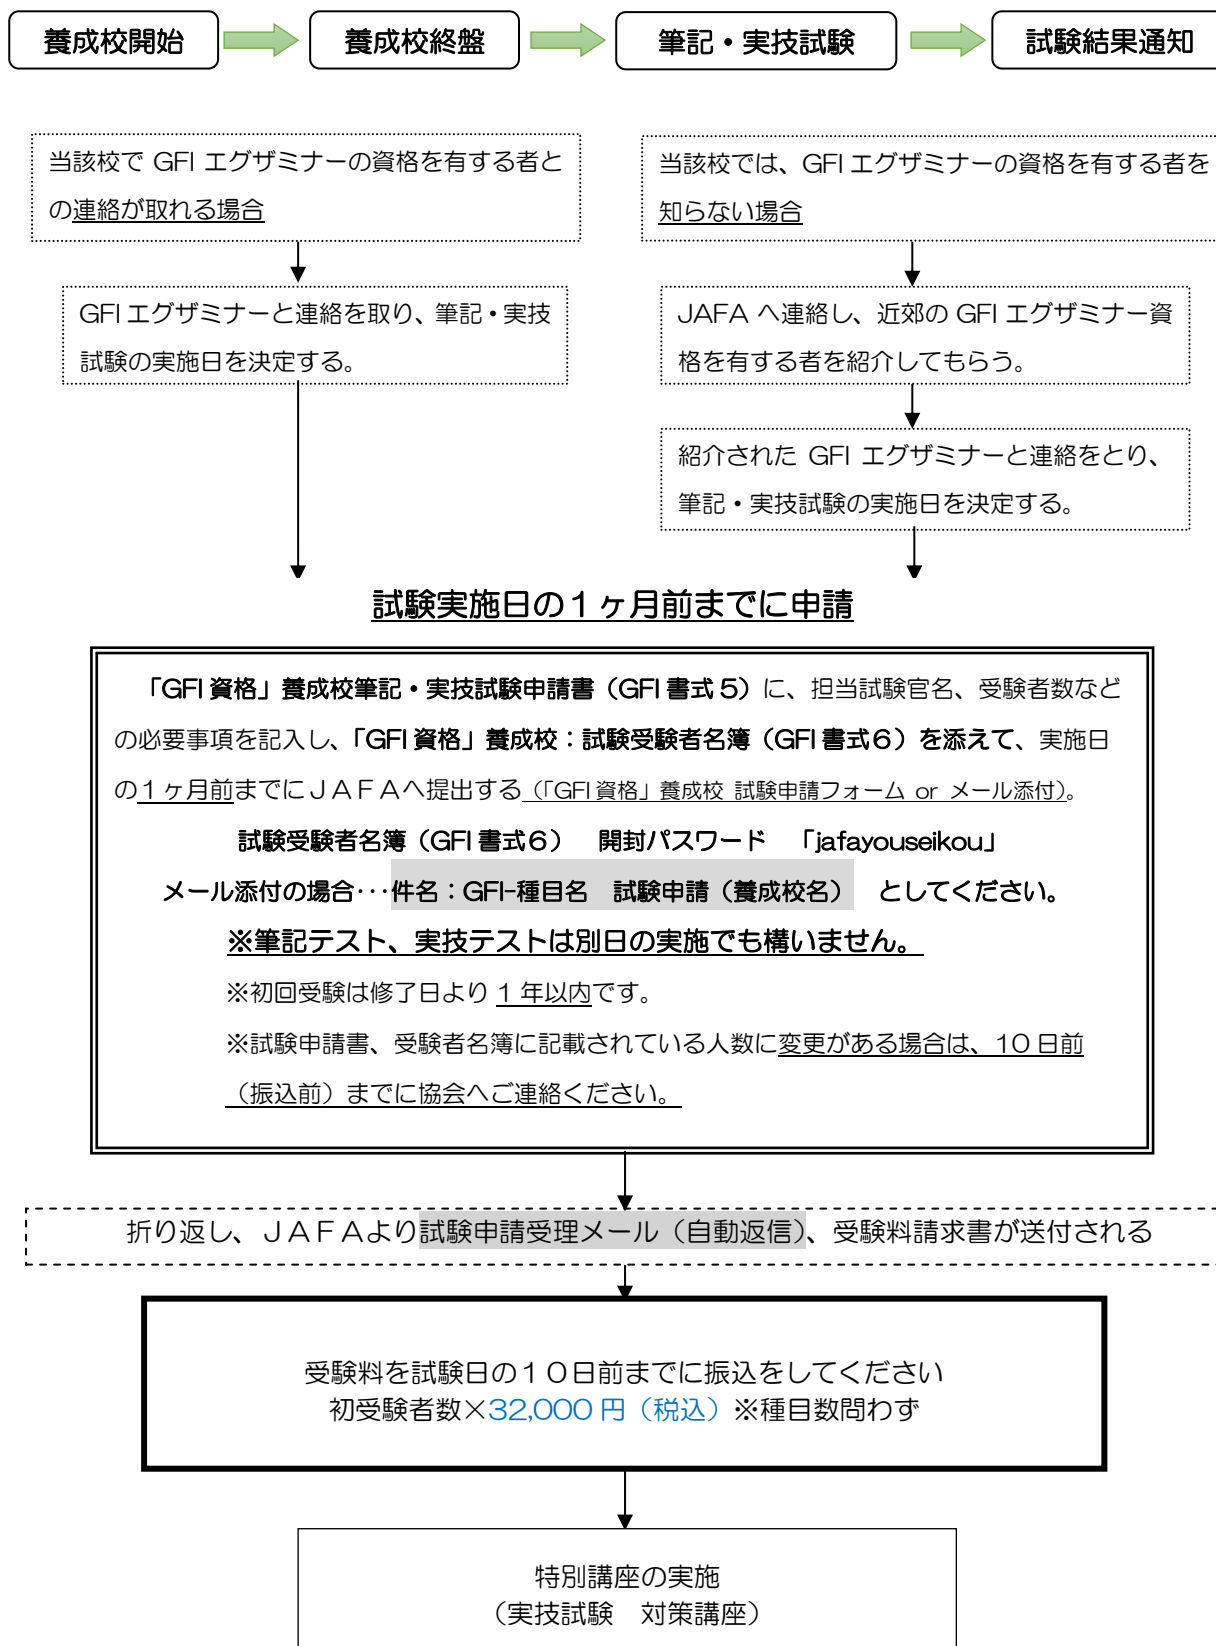 養成校開始
養成校終盤
筆記・実技試験
試験結果通知
当該校で GFI エグザミナーの資格を有する者と
の連絡が取れる場合
GFI エグザミナーと連絡を取り、筆記・実技
試験の実施日を決定する。
当該校では、GFI エグザミナーの資格を有する者を
知らない場合
JAFA へ連絡し、近郊の GFI エグザミナー資
格を有する者を紹介してもらう。
紹介された GFI エグザミナーと連絡をとり、
筆記・実技試験の実施日を決定する。
試験実施日の1ヶ月前までに申請
「GFI 資格」養成校筆記・実技試験申請書（GFI 書式 5）に、担当試験官名、受験者数など
の必要事項を記入し、「GFI 資格」養成校：試験受験者名簿（GFI 書式６）を添えて、実施日
の1ヶ月前までにＪＡＦＡへ提出する（「GFI 資格」養成校 試験申請フォーム or メール添付）。
試験受験者名簿（GFI 書式６）　開封パスワード　「jafayouseikou」
メール添付の場合･･･件名：GFI-種目名　試験申請（養成校名）　としてください。
※筆記テスト、実技テストは別日の実施でも構いません。
※初回受験は修了日より 1 年以内です。
※試験申請書、受験者名簿に記載されている人数に変更がある場合は、10 日前
（振込前）までに協会へご連絡ください。
折り返し、ＪＡＦＡより試験申請受理メール（自動返信）、受験料請求書が送付される
受験料を試験日の１０日前までに振込をしてください
初受験者数×32,000 円（税込）※種目数問わず
特別講座の実施
（実技試験　対策講座）